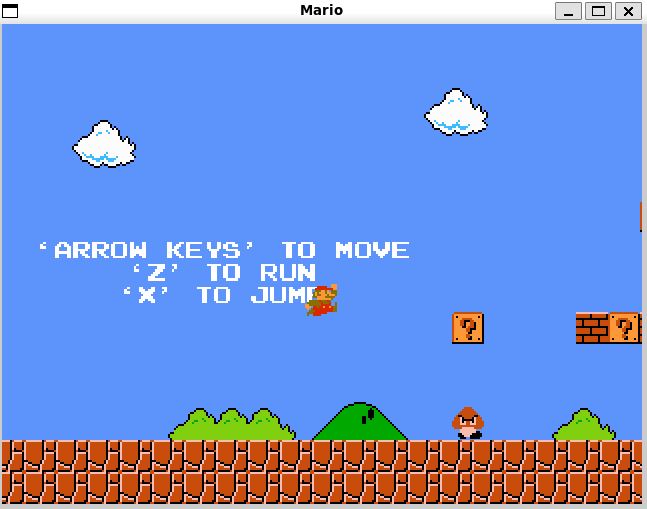 Mario
‘ARROW KEYS’ TO MOVE
‘Z’ TO RUN
‘X’ TO JUMP
?
?